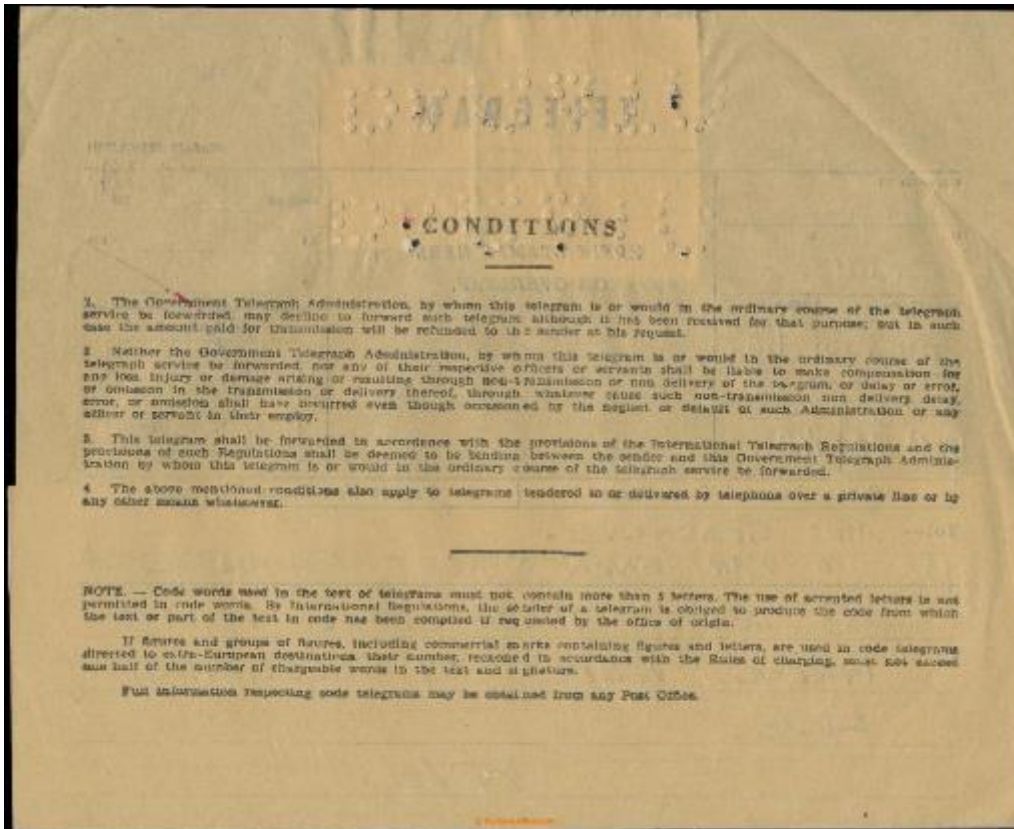 CONDITIONS
1. The Government Telegraph Administration, by whom this telegram is or would in the ordinary course of the telegraph
service be forwarded, may decline to forward such telegram although it has been received for that purpose; but in such
case the amount paid for transmission will be refunded to the sender at his request.
2 Neither the Government Telegraph Administration, by whom this telegram is or would in the ordinary course of the
telegraph service be forwarded, nor any of their respective officers or servants shall be liable to make compensation for
any loss, injury or damage arising or resulting through non-transmission or non delivery of the telegram, or delay or error,
or omission in the transmission or delivery thereof, through whatever cause such non-transmission non delivery, delay,
error, or omission shall have occurred even though occasioned by the neglect or default of such Administration or any
officer or servant in their employ.
3. This telegram shall be forwarded in accordance with the provisions of the International Telegraph Regulations and the
provisions of such Regulations shall be deemed to be binding between the sender and this Government Telegraph Adminis-
tration by whom this telegram is or would in the ordinary course of the telegraph service be forwarded.
4. The above mentioned conditions also apply to telegrams tendered to or delivered by telephone over a private line or by
any other means whatsoever.
NOTE. — Code words used in the text of telegrams must not contain more than 5 letters. The use of accented letters is not
permitted in code words. By International Regulations, the sender of a telegram is obliged to produce the code from which
the text or part of the text in code has been compiled if requested by the office of origin.
If figures and groups of figures, including commercial marks containing figures and letters, are used in code telegrams
directed to extra-European destinations, their number, reckoned in accordance with the Rules of charging, must not exceed
one half of the number of chargeable words in the text and signature.
Full information respecting code telegrams may be obtained from any Post Office.